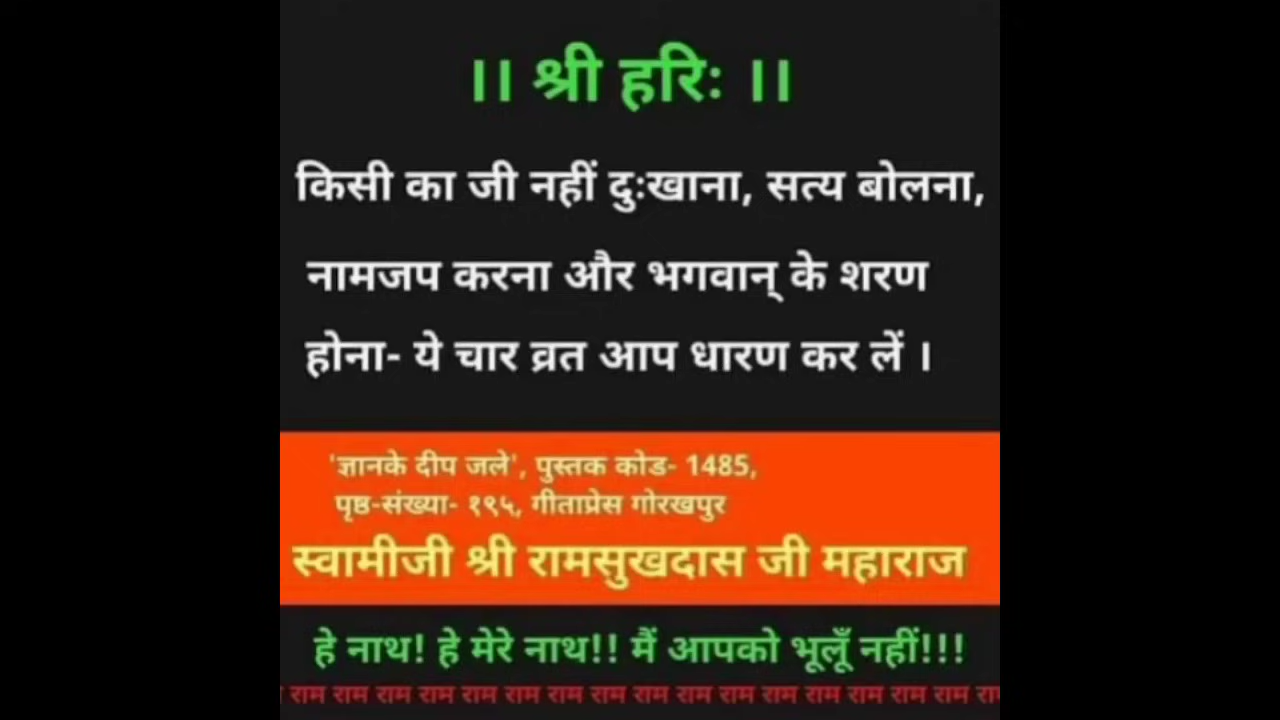 ।। श्री हरिः ।।
किसी का जी नहीं दुःखाना, सत्य बोलना,
नामजप करना और भगवान् के शरण
होना- ये चार व्रत आप धारण कर लें ।
'ज्ञानके दीप जले', पुस्तक कोड- 1485,
पृष्ठ-संख्या- १९५, गीताप्रेस गोरखपुर
स्वामीजी श्री रामसुखदास जी महाराज
हे नाथ! हे मेरे नाथ!! मैं आपको भूलूँ नहीं!!!
राम राम राम राम राम राम राम राम राम राम राम राम राम राम राम राम रा